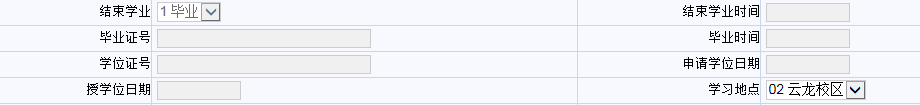 结束学业 1 毕业 结束学业时间
毕业证号 毕业时间
学位证号 申请学位日期
授学位日期 学习地点 02 云龙校区